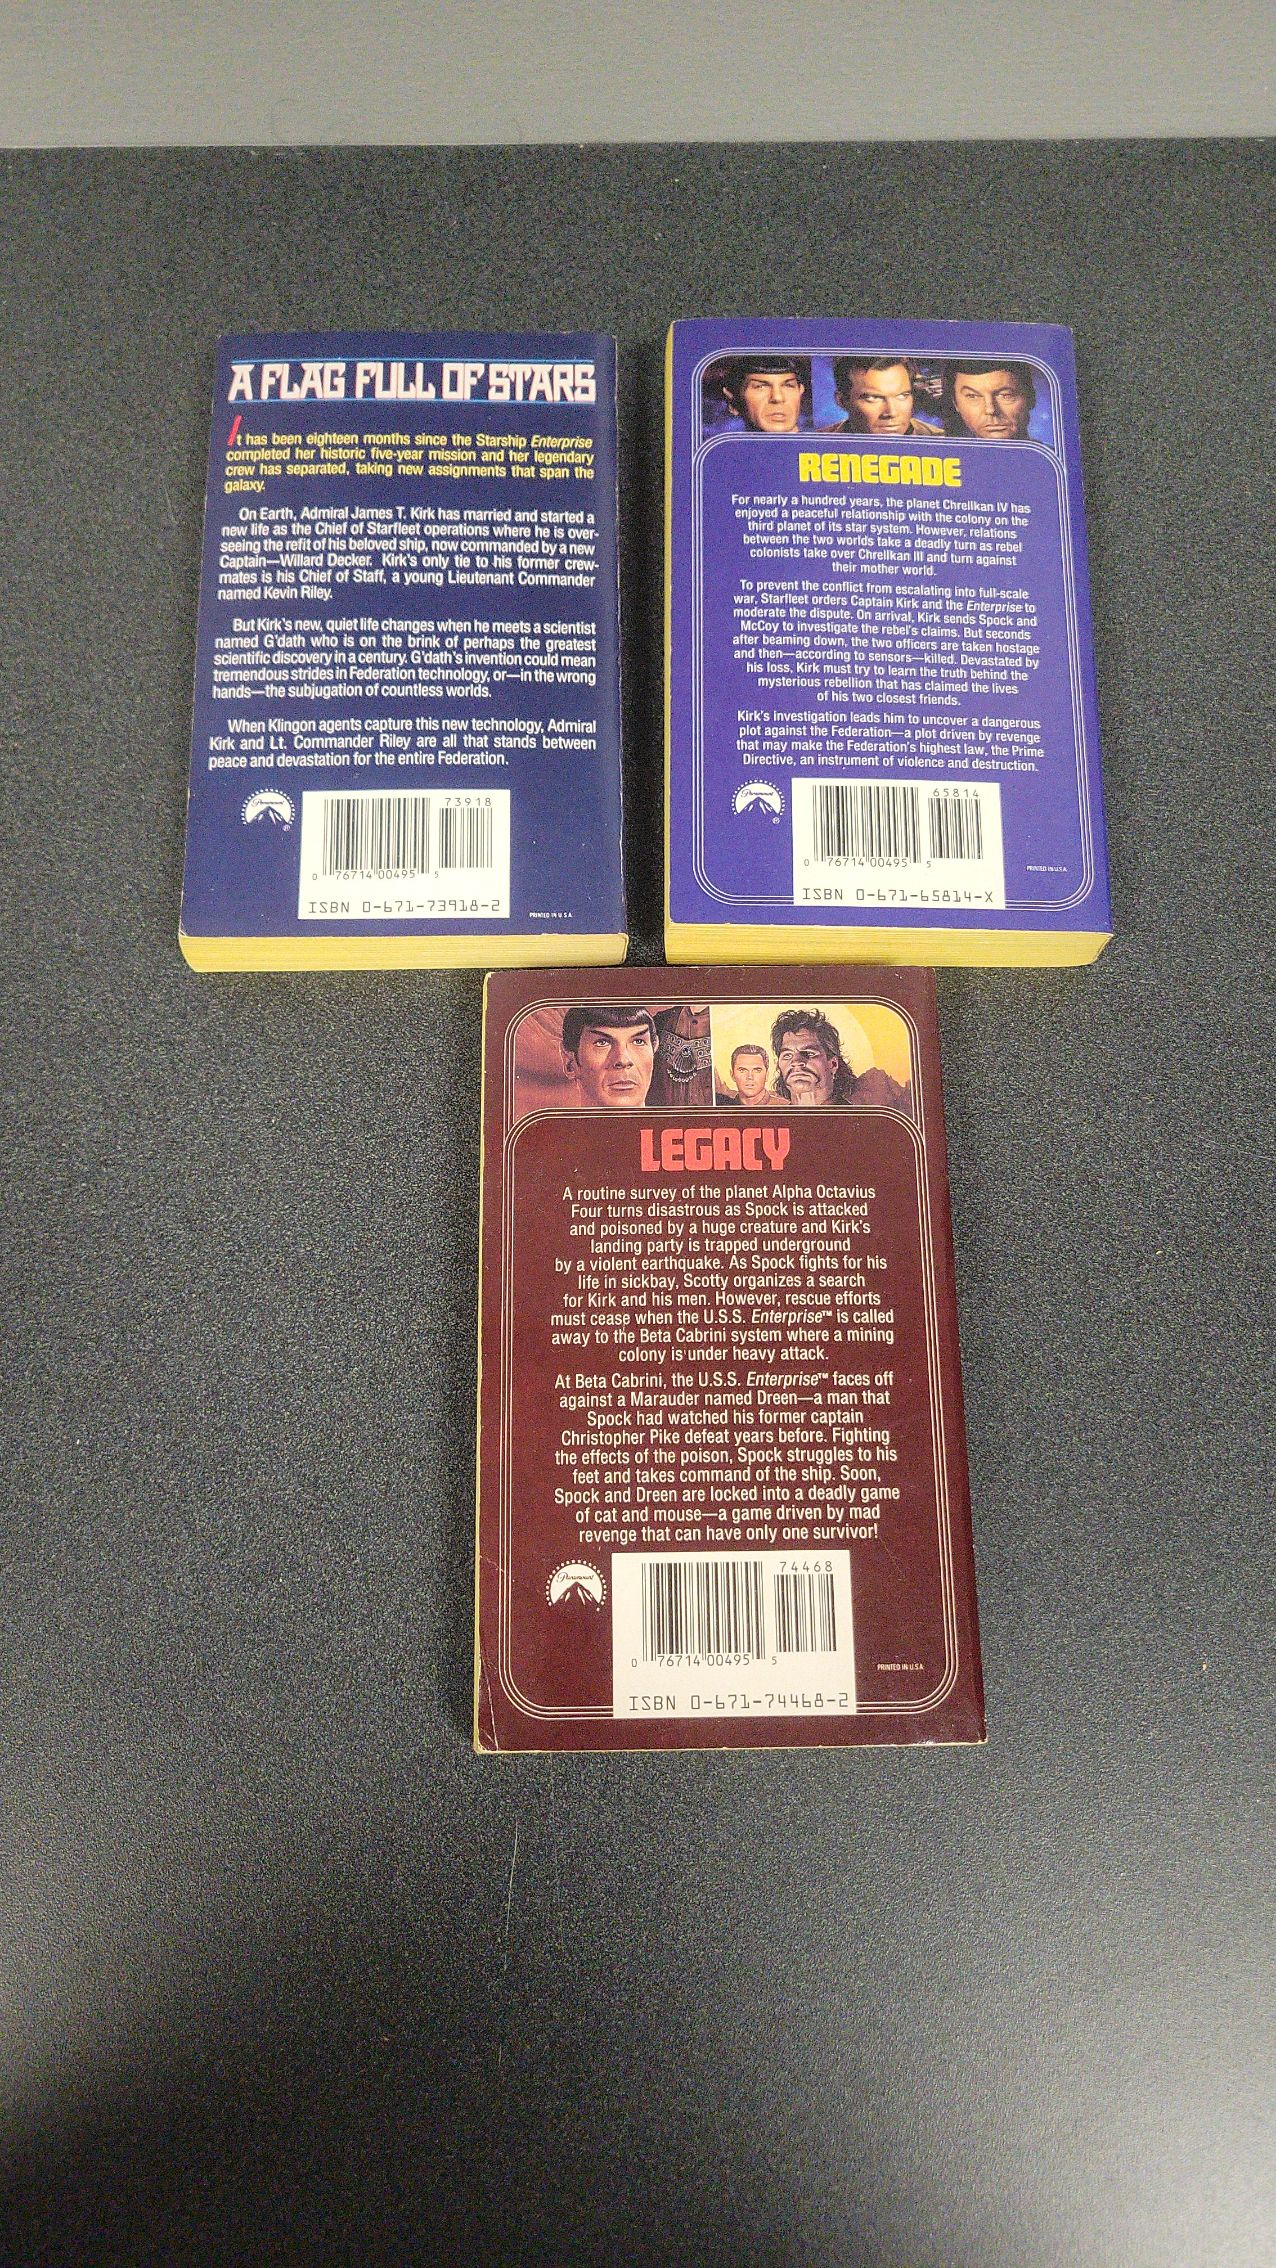 A FLAG FULL OF STARS
It has been eighteen months since the Starship Enterprise
completed her historic five-year mission and her legendary
crew has separated, taking new assignments that span the
galaxy.
On Earth, Admiral James T. Kirk has married and started a
new life as the Chief of Starfleet operations where he is over-
seeing the refit of his beloved ship, now commanded by a new
Captain—Willard Decker. Kirk's only tie to his former crew-
mates is his Chief of Staff, a young Lieutenant Commander
named Kevin Riley.
But Kirk's new, quiet life changes when he meets a scientist
named G'dath who is on the brink of perhaps the greatest
scientific discovery in a century. G'dath's invention could mean
tremendous strides in Federation technology, or—in the wrong
hands—the subjugation of countless worlds.
When Klingon agents capture this new technology, Admiral
Kirk and Lt. Commander Riley are all that stands between
peace and devastation for the entire Federation.
Paramount
®
73918
0 76714 00495 5
ISBN 0-671-73918-2
PRINTED IN U.S.A.
RENEGADE
For nearly a hundred years, the planet Chrellkan IV has
enjoyed a peaceful relationship with the colony on the
third planet of its star system. However, relations
between the two worlds take a deadly turn as rebel
colonists take over Chrellkan III and turn against
their mother world.
To prevent the conflict from escalating into full-scale
war, Starfleet orders Captain Kirk and the Enterprise to
moderate the dispute. On arrival, Kirk sends Spock and
McCoy to investigate the rebel's claims. But seconds
after beaming down, the two officers are taken hostage
and then—according to sensors—killed. Devastated by
his loss, Kirk must try to learn the truth behind the
mysterious rebellion that has claimed the lives
of his two closest friends.
Kirk's investigation leads him to uncover a dangerous
plot against the Federation—a plot driven by revenge
that may make the Federation's highest law, the Prime
Directive, an instrument of violence and destruction.
Paramount
®
65814
0 76714 00495 5
ISBN 0-671-65814-X
PRINTED IN U.S.A.
LEGACY
A routine survey of the planet Alpha Octavius
Four turns disastrous as Spock is attacked
and poisoned by a huge creature and Kirk's
landing party is trapped underground
by a violent earthquake. As Spock fights for his
life in sickbay, Scotty organizes a search
for Kirk and his men. However, rescue efforts
must cease when the U.S.S. Enterprise™ is called
away to the Beta Cabrini system where a mining
colony is under heavy attack.
At Beta Cabrini, the U.S.S. Enterprise™ faces off
against a Marauder named Dreen—a man that
Spock had watched his former captain
Christopher Pike defeat years before. Fighting
the effects of the poison, Spock struggles to his
feet and takes command of the ship. Soon,
Spock and Dreen are locked into a deadly game
of cat and mouse—a game driven by mad
revenge that can have only one survivor!
Paramount
®
74468
0 76714 00495 5
ISBN 0-671-74468-2
PRINTED IN U.S.A.